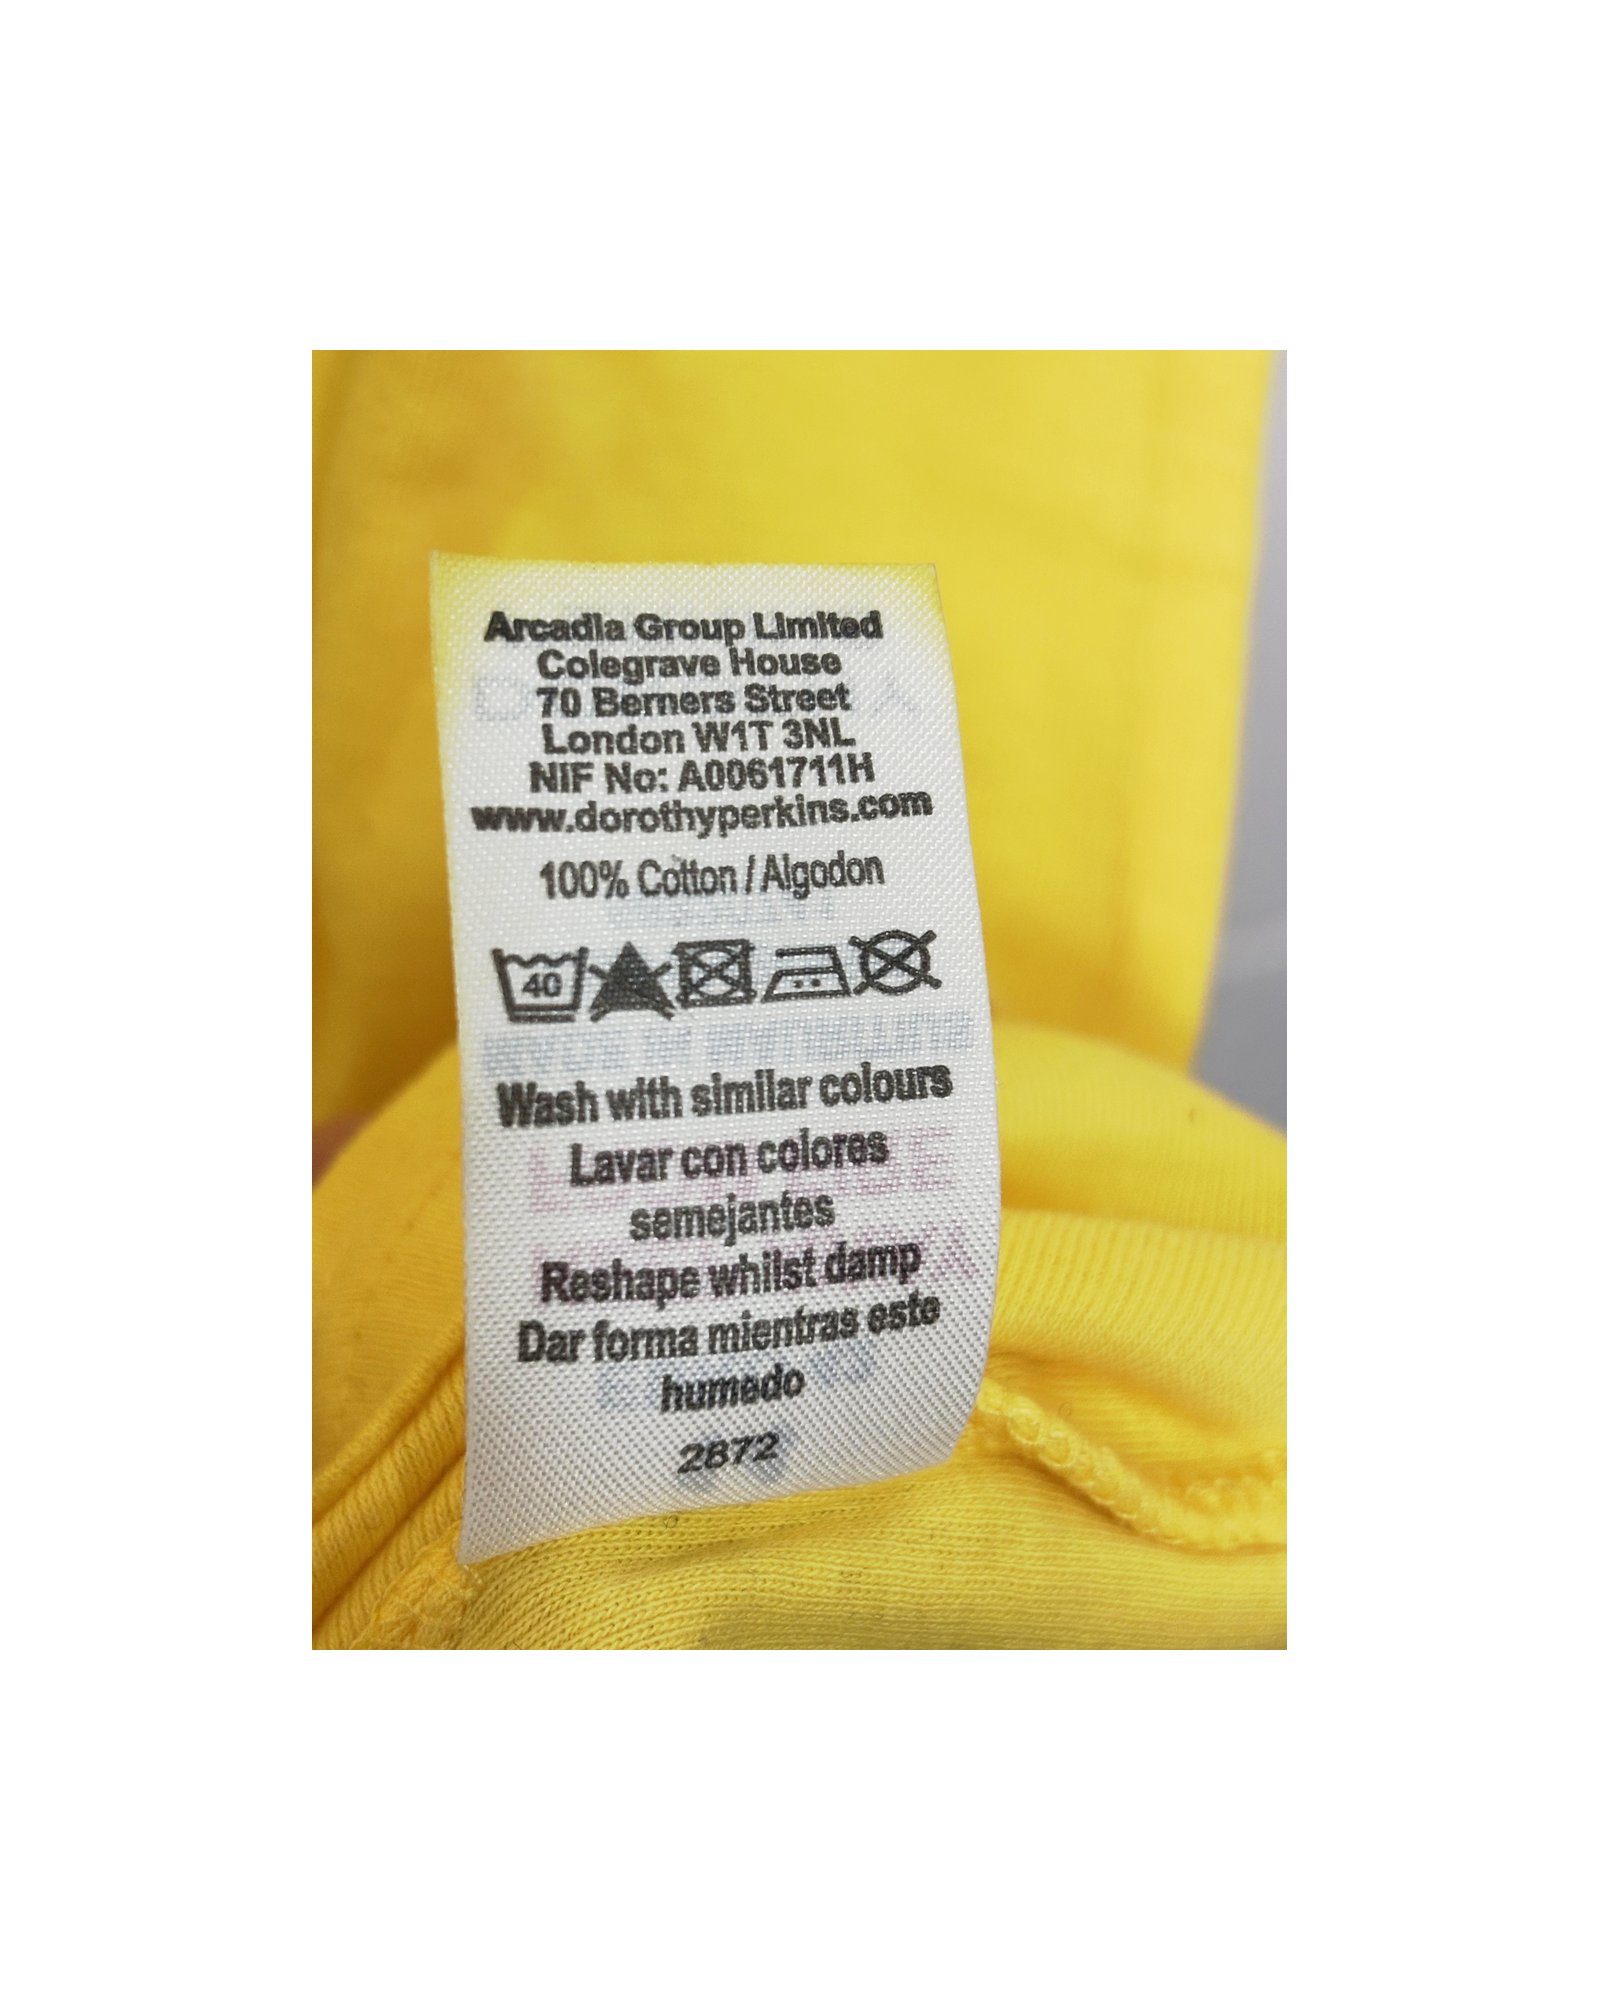 Arcadia Group Limited
Colegrave House
70 Berners Street
London W1T 3NL
NIF No: A0061711H
www.dorothyperkins.com
100% Cotton / Algodon
40
Wash with similar colours
Lavar con colores
semejantes
Reshape whilst damp
Dar forma mientras este
humedo
2872